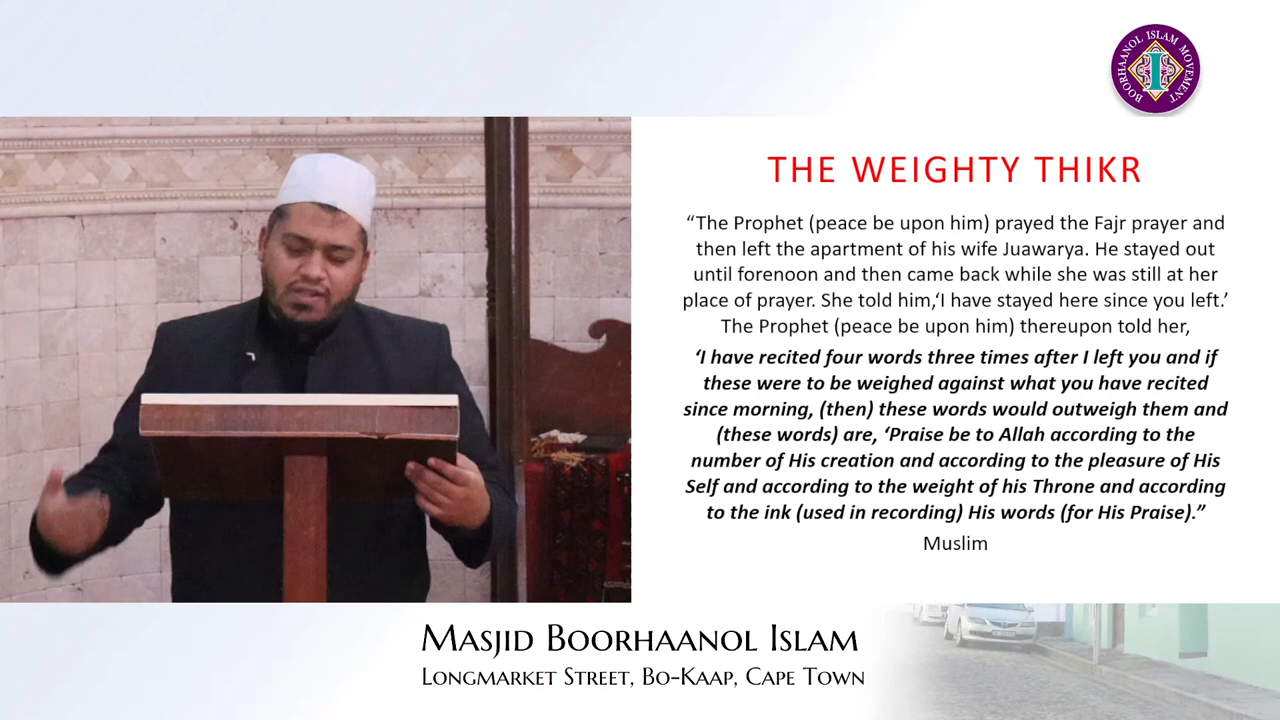 BOORHAANOL ISLAM MOVEMENT
I
THE WEIGHTY THIKR
“The Prophet (peace be upon him) prayed the Fajr prayer and
then left the apartment of his wife Juawarya. He stayed out
until forenoon and then came back while she was still at her
place of prayer. She told him,‘I have stayed here since you left.’
The Prophet (peace be upon him) thereupon told her,
‘I have recited four words three times after I left you and if
these were to be weighed against what you have recited
since morning, (then) these words would outweigh them and
(these words) are, ‘Praise be to Allah according to the
number of His creation and according to the pleasure of His
Self and according to the weight of his Throne and according
to the ink (used in recording) His words (for His Praise).”
Muslim
Masjid Boorhaanol Islam
Longmarket Street, Bo-Kaap, Cape Town